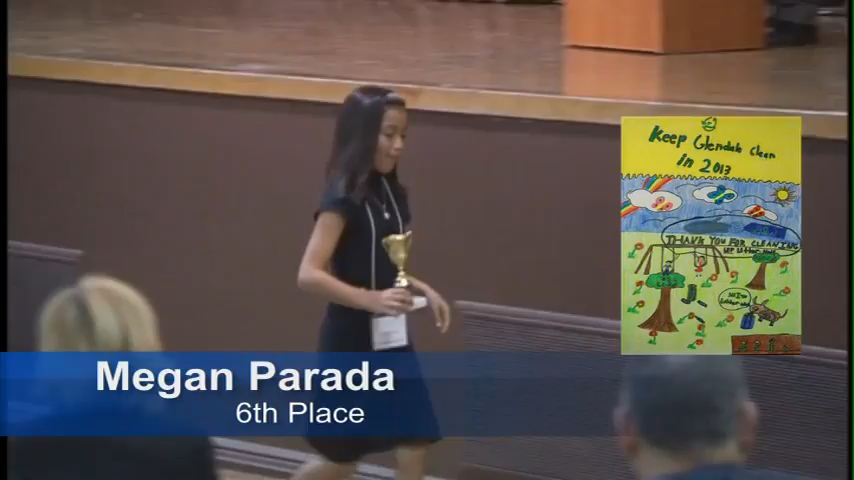 Keep Glendale Clean
in 2013
THANK YOU FOR CLEANING
Megan Parada
6th Place